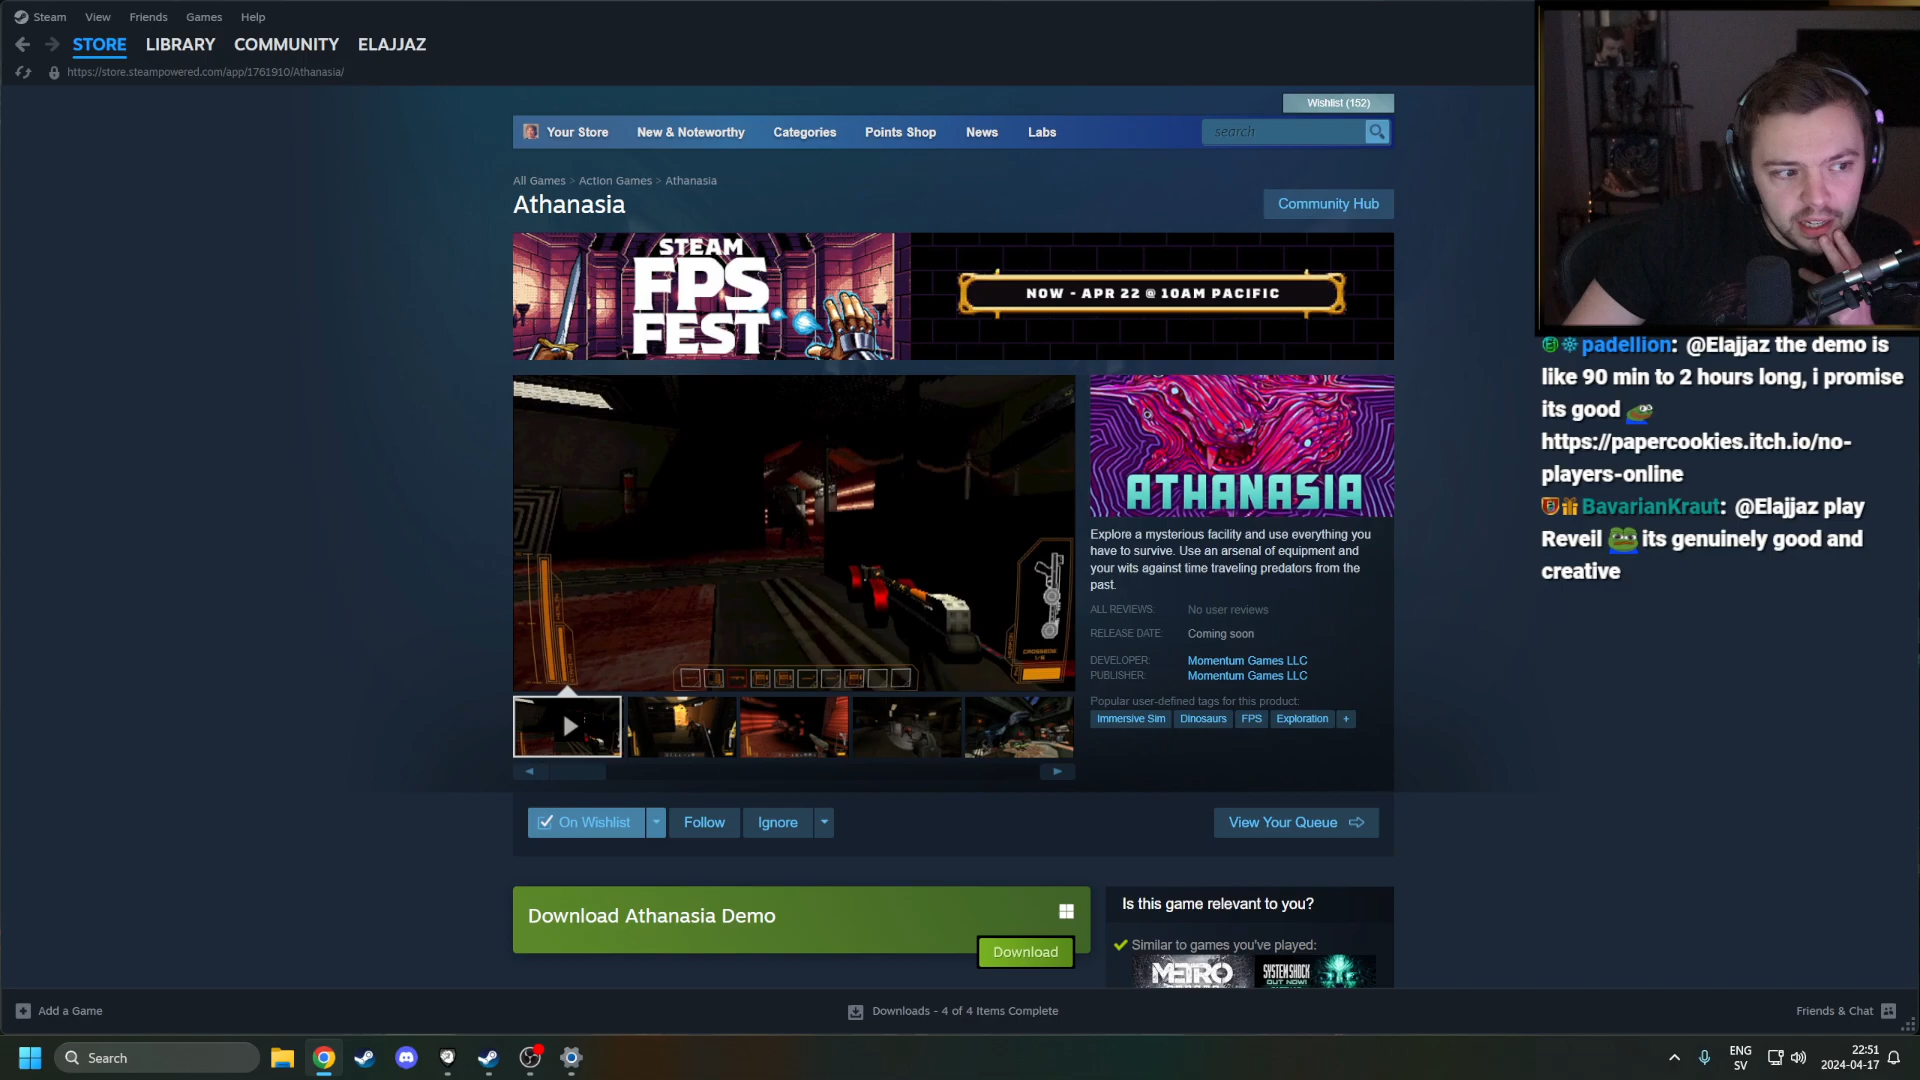 Steam View Friends Games Help
STORE LIBRARY COMMUNITY ELAJJAZ
https://store.steampowered.com/app/1761910/Athanasia/
Wishlist (152)
Your Store New & Noteworthy Categories Points Shop News Labs search
All Games > Action Games > Athanasia
Athanasia
Community Hub
STEAM
FPS
FEST
NOW - APR 22 @ 10AM PACIFIC
ATHANASIA
Explore a mysterious facility and use everything you
have to survive. Use an arsenal of equipment and
your wits against time traveling predators from the
past.
ALL REVIEWS: No user reviews
RELEASE DATE: Coming soon
DEVELOPER: Momentum Games LLC
PUBLISHER: Momentum Games LLC
Popular user-defined tags for this product:
Immersive Sim Dinosaurs FPS Exploration +
CROSSBOW
On Wishlist Follow Ignore View Your Queue
Download Athanasia Demo
Download
Is this game relevant to you?
Similar to games you've played:
METRO
SYSTEM SHOCK
OUT NOW!
Add a Game
Downloads - 4 of 4 Items Complete
Friends & Chat
padellion: @Elajjaz the demo is
like 90 min to 2 hours long, i promise
its good
https://papercookies.itch.io/no-
players-online
BavarianKraut: @Elajjaz play
Reveil its genuinely good and
creative
Search
ENG
SV
22:51
2024-04-17